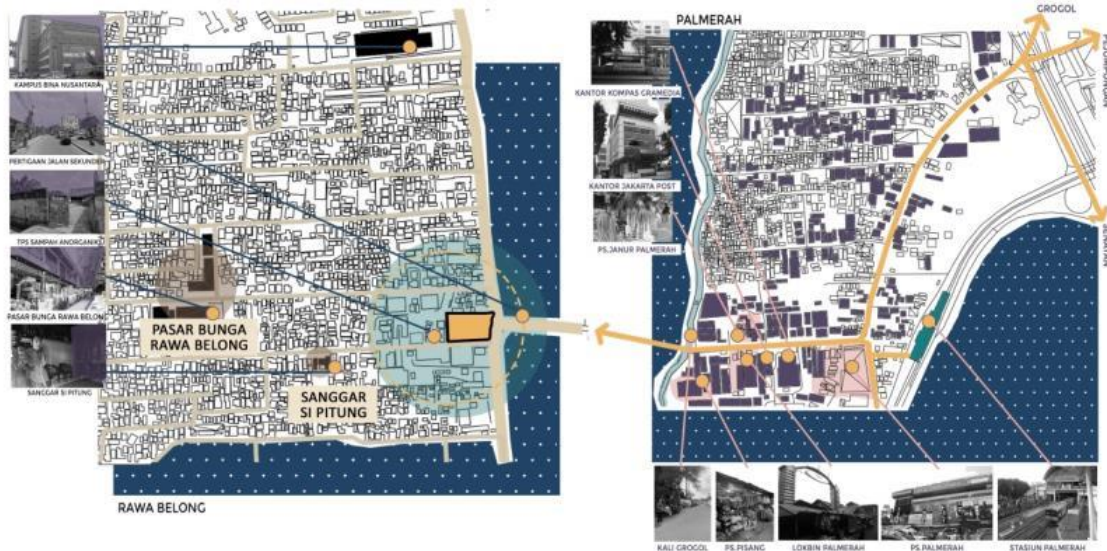 KAMPUS BINA NUSANTARA
PERTIGAAN JALAN SEKUNDER
TPS SAMPAH ANORGANIK
PASAR BUNGA RAWA BELONG
SANGGAR SI PITUNG
PASAR BUNGA
RAWA BELONG
SANGGAR
SI PITUNG
RAWA BELONG
PALMERAH
GROGOL
KANTOR KOMPAS GRAMEDIA
KANTOR JAKARTA POST
PS.JANUR PALMERAH
KALI GROGOL
PS.PISANG
LOKBIN PALMERAH
PS.PALMERAH
STASIUN PALMERAH